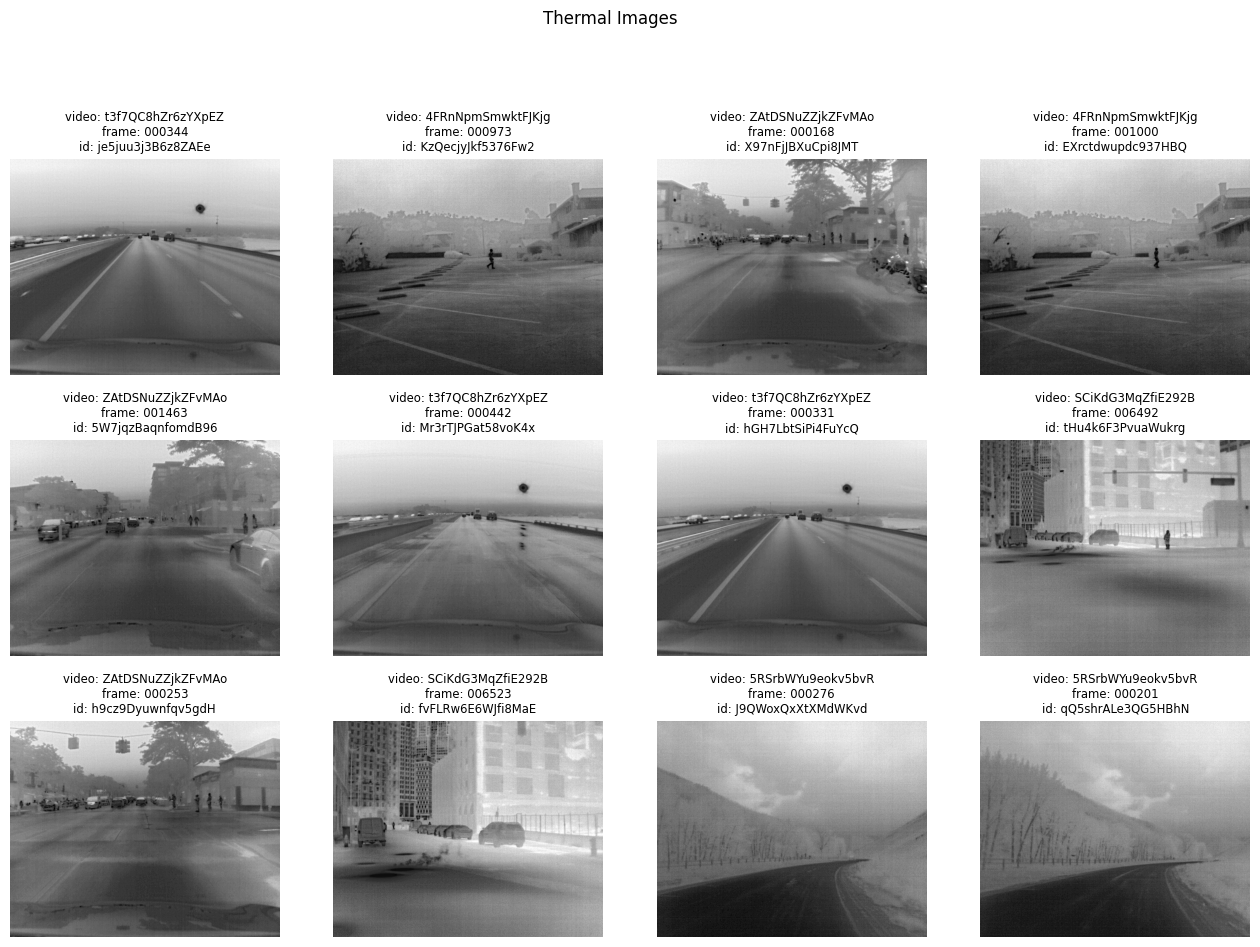 Thermal Images
video: t3f7QC8hZr6zYXpEZ
frame: 000344
id: je5juu3j3B6z8ZAEe
video: 4FRnNpmSmwktFJKjg
frame: 000973
id: KzQecjyJkf5376Fw2
video: ZAtDSNuZZjkZFvMAo
frame: 000168
id: X97nFjJBXuCpi8JMT
video: 4FRnNpmSmwktFJKjg
frame: 001000
id: EXrctdwupdc937HBQ
video: ZAtDSNuZZjkZFvMAo
frame: 001463
id: 5W7jqzBaqnfomdB96
video: t3f7QC8hZr6zYXpEZ
frame: 000442
id: Mr3rTJPGat58voK4x
video: t3f7QC8hZr6zYXpEZ
frame: 000331
id: hGH7LbtSiPi4FuYcQ
video: SCiKdG3MqZfiE292B
frame: 006492
id: tHu4k6F3PvuaWukrg
video: ZAtDSNuZZjkZFvMAo
frame: 000253
id: h9cz9Dyuwnfqv5gdH
video: SCiKdG3MqZfiE292B
frame: 006523
id: fvFLRw6E6WJfi8MaE
video: 5RSrbWYu9eokv5bvR
frame: 000276
id: J9QWoxQxXtXMdWKvd
video: 5RSrbWYu9eokv5bvR
frame: 000201
id: qQ5shrALe3QG5HBhN